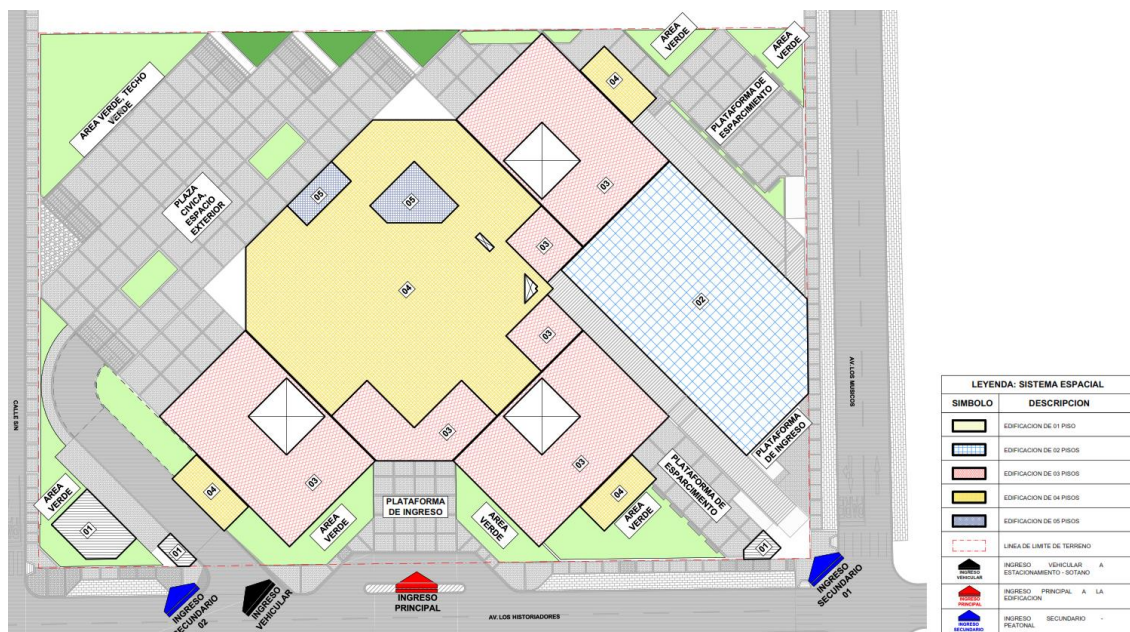 AREA
VERDE
AREA
VERDE
04
PLATAFORMA DE
ESPARCIMIENTO
AREA VERDE, TECHO
VERDE
03
05
05
PLAZA
CIVICA,
ESPACIO
EXTERIOR
03
04
02
03
03
03
03
04
04
PLATAFORMA
DE INGRESO
PLATAFORMA DE
ESPARCIMIENTO
AREA
VERDE
01
01
AREA
VERDE
PLATAFORMA
DE INGRESO
AREA
VERDE
AREA
VERDE
01
CALLE S/N
AV. LOS MUSICOS
INGRESO
SECUNDARIO
02
INGRESO
VEHICULAR
INGRESO
PRINCIPAL
AV. LOS HISTORIADORES
INGRESO
SECUNDARIO
01
LEYENDA: SISTEMA ESPACIAL
SIMBOLO DESCRIPCION
EDIFICACION DE 01 PISO
EDIFICACION DE 02 PISOS
EDIFICACION DE 03 PISOS
EDIFICACION DE 04 PISOS
EDIFICACION DE 05 PISOS
LINEA DE LIMITE DE TERRENO
INGRESO
VEHICULAR
INGRESO VEHICULAR A
ESTACIONAMIENTO - SOTANO
INGRESO
PRINCIPAL
INGRESO PRINCIPAL A LA
EDIFICACION
INGRESO
SECUNDARIO
INGRESO SECUNDARIO -
PEATONAL